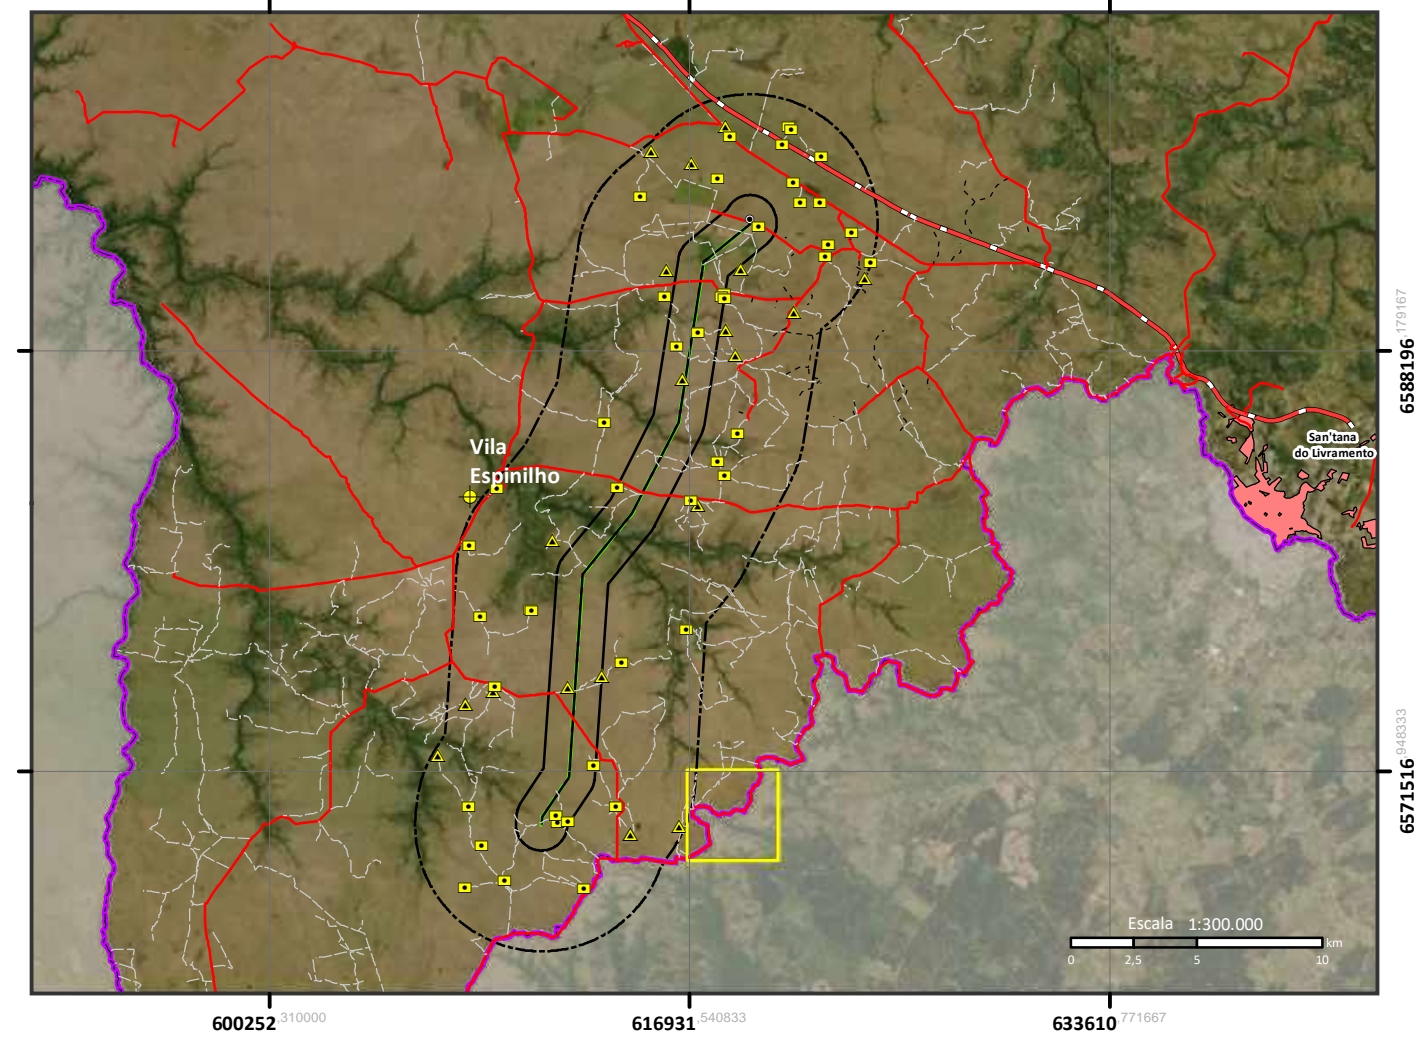 6588196,179167
Vila
Espinilho
San'tana
do Livramento
6571516,948333
Escala 1:300.000
km
0 2,5 5 10
600252,310000 616931,540833 633610,771667